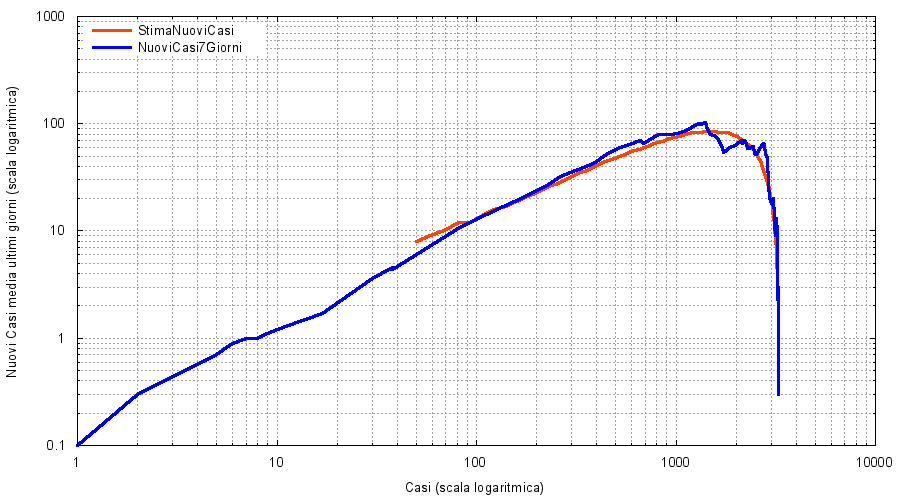 1000
100
10
1
0.1
StimaNuoviCasi
NuoviCasi7Giorni
Nuovi Casi media ultimi giorni (scala logaritmica)
1 10 100 1000 10000
Casi (scala logaritmica)